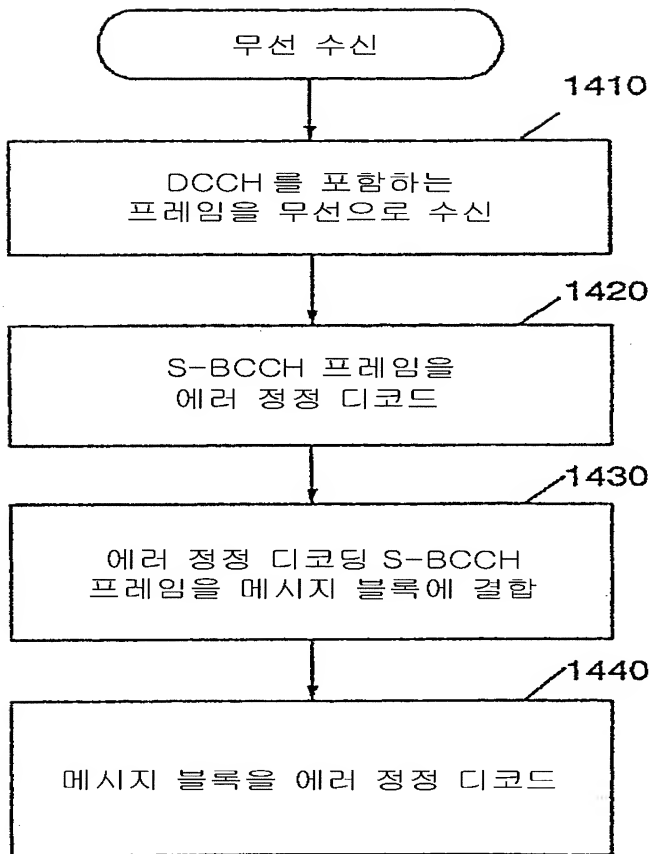 무선 수신
1410
DCCH 를 포함하는
프레임을 무선으로 수신
1420
S-BCCH 프레임을
에러 정정 디코드
1430
에러 정정 디코딩 S-BCCH
프레임을 메시지 블록에 결합
1440
메시지 블록을 에러 정정 디코드